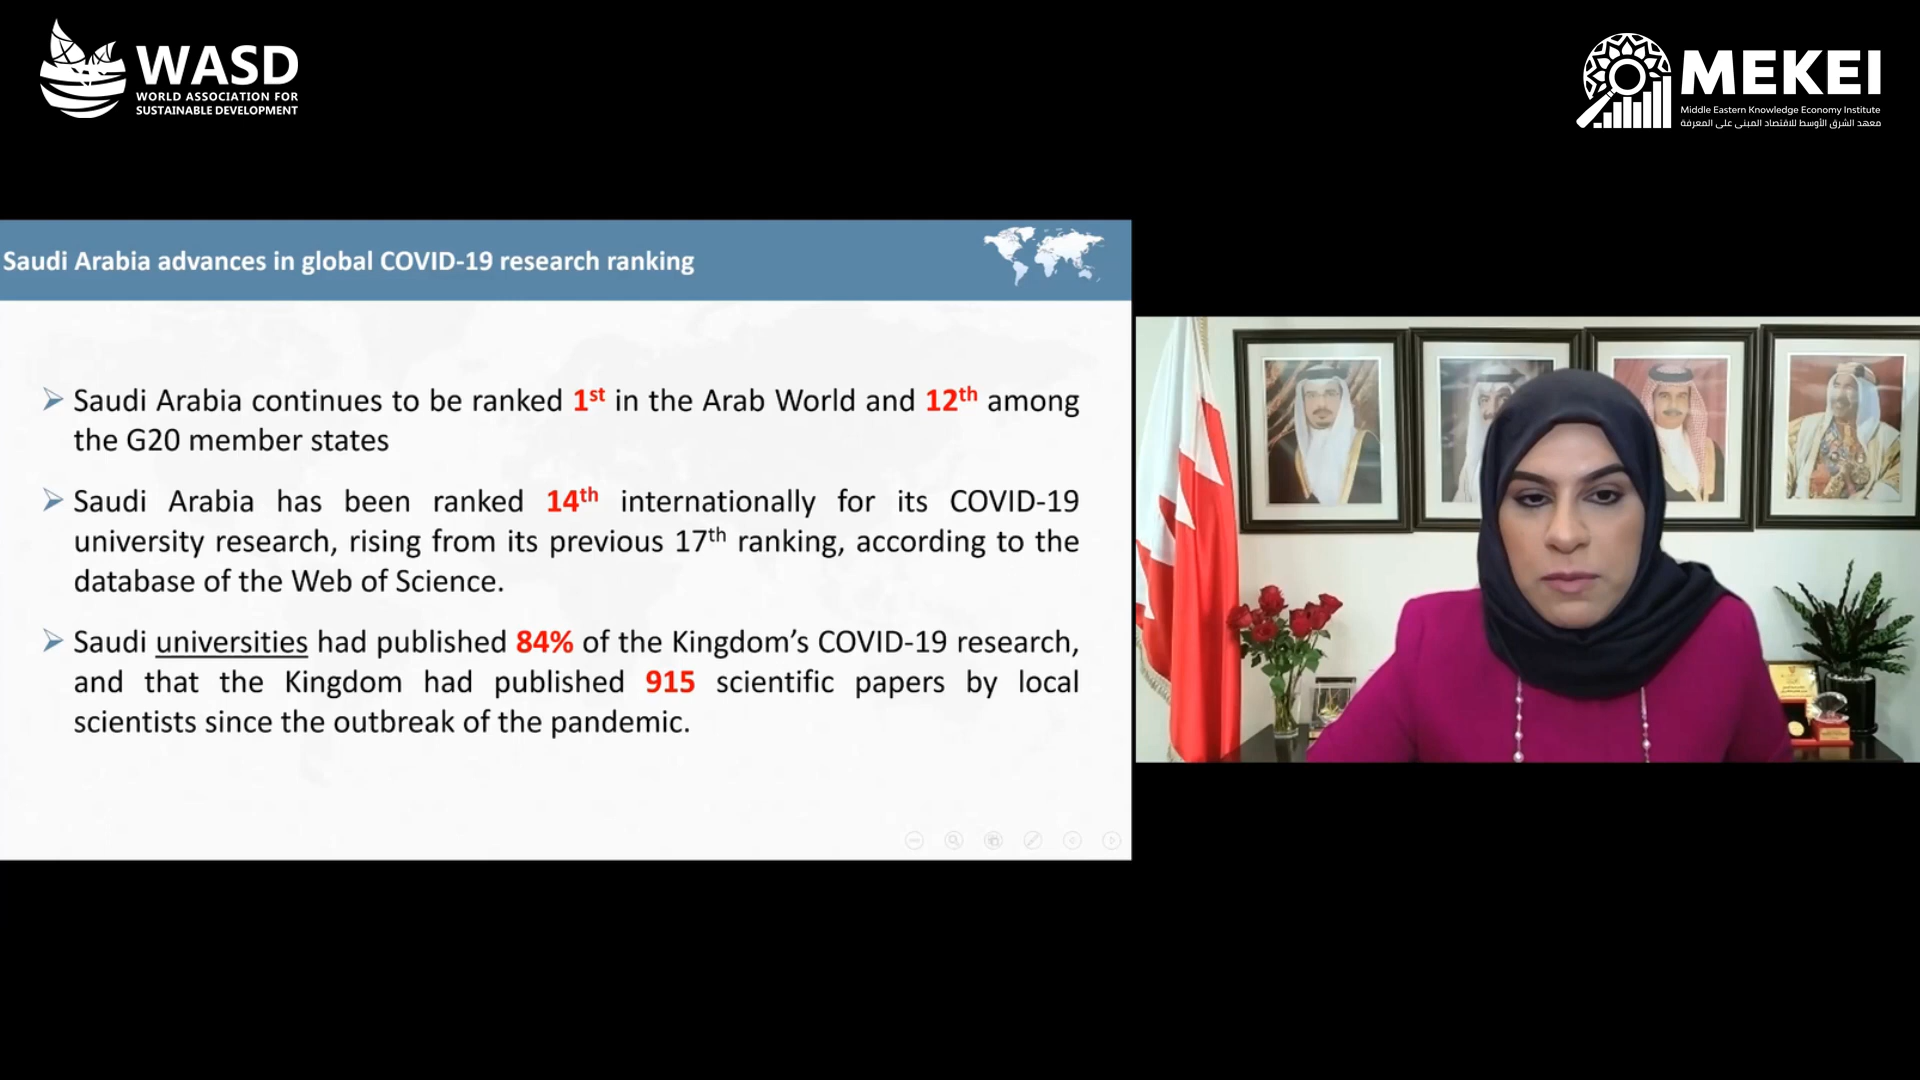 WASD
WORLD ASSOCIATION FOR
SUSTAINABLE DEVELOPMENT
MEKEI
Middle Eastern Knowledge Economy Institute
معهد الشرق الأوسط للاقتصاد المبني على المعرفة
Saudi Arabia advances in global COVID-19 research ranking
Saudi Arabia continues to be ranked 1st in the Arab World and 12th among
the G20 member states
Saudi Arabia has been ranked 14th internationally for its COVID-19
university research, rising from its previous 17th ranking, according to the
database of the Web of Science.
Saudi universities had published 84% of the Kingdom’s COVID-19 research,
and that the Kingdom had published 915 scientific papers by local
scientists since the outbreak of the pandemic.